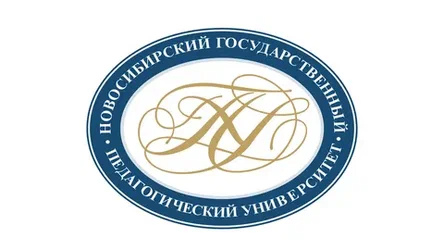 НОВОСИБИРСКИЙ ГОСУДАРСТВЕННЫЙ
ПЕДАГОГИЧЕСКИЙ УНИВЕРСИТЕТ